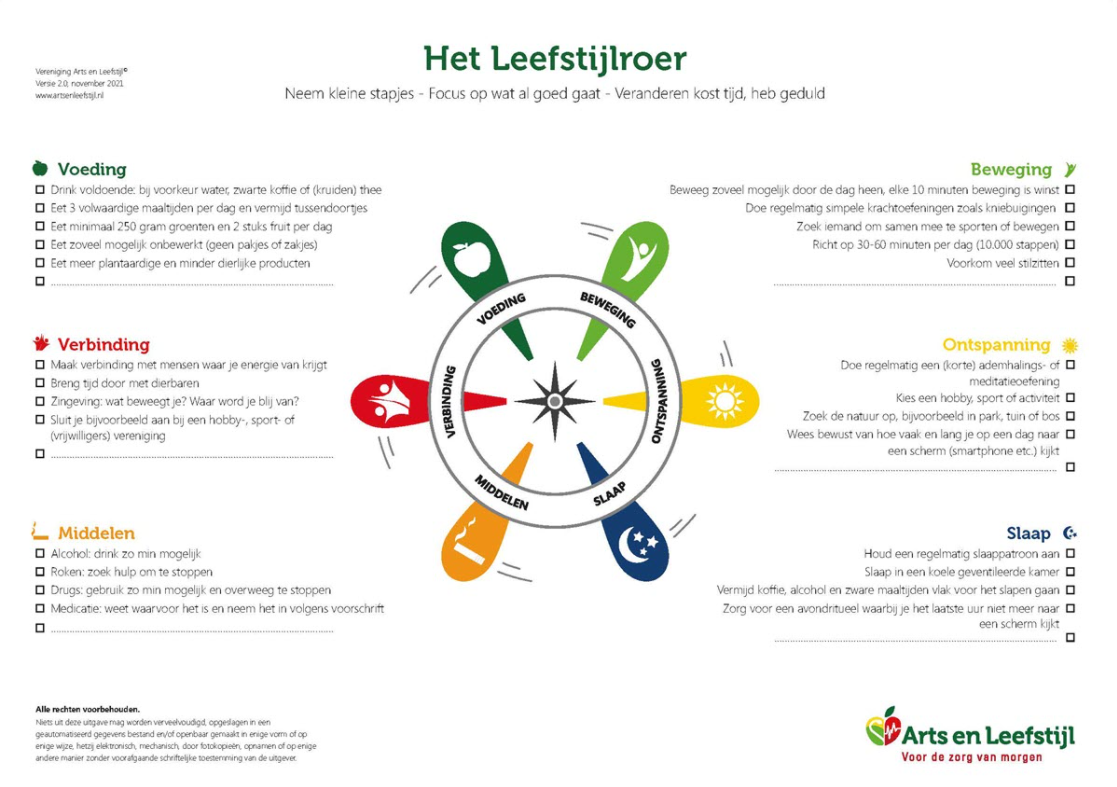 Het Leefstijlroer
Neem kleine stapjes - Focus op wat al goed gaat - Veranderen kost tijd, heb geduld
Vereniging Arts en Leefstijl©
Versie 2.0, november 2021
www.artsenleefstijl.nl
Voeding
Drink voldoende: bij voorkeur water, zwarte koffie of (kruiden) thee
Eet 3 volwaardige maaltijden per dag en vermijd tussendoortjes
Eet minimaal 250 gram groenten en 2 stuks fruit per dag
Eet zoveel mogelijk onbewerkt (geen pakjes of zakjes)
Eet meer plantaardige en minder dierlijke producten
Verbinding
Maak verbinding met mensen waar je energie van krijgt
Breng tijd door met dierbaren
Zingeving: wat beweegt je? Waar word je blij van?
Sluit je bijvoorbeeld aan bij een hobby-, sport- of
(vrijwilligers) vereniging
Middelen
Alcohol: drink zo min mogelijk
Roken: zoek hulp om te stoppen
Drugs: gebruik zo min mogelijk en overweeg te stoppen
Medicatie: weet waarvoor het is en neem het in volgens voorschrift
VOEDING
BEWEGING
VERBINDING
ONTSPANNING
MIDDELEN
SLAAP
Beweging
Beweeg zoveel mogelijk door de dag heen, elke 10 minuten beweging is winst
Doe regelmatig simpele krachtoefeningen zoals kniebuigingen
Zoek iemand om samen mee te sporten of bewegen
Richt op 30-60 minuten per dag (10.000 stappen)
Voorkom veel stilzitten
Ontspanning
Doe regelmatig een (korte) ademhalings- of
meditatieoefening
Kies een hobby, sport of activiteit
Zoek de natuur op, bijvoorbeeld in park, tuin of bos
Wees bewust van hoe vaak en lang je op een dag naar
een scherm (smartphone etc.) kijkt
Slaap
Houd een regelmatig slaappatroon aan
Slaap in een koele geventileerde kamer
Vermijd koffie, alcohol en zware maaltijden vlak voor het slapen gaan
Zorg voor een avondritueel waarbij je het laatste uur niet meer naar
een scherm kijkt
Alle rechten voorbehouden.
Niets uit deze uitgave mag worden verveelvoudigd, opgeslagen in een
geautomatiseerd gegevens bestand en/of openbaar gemaakt in enige vorm of op
enige wijze, hetzij elektronisch, mechanisch, door fotokopieën, opnamen of op enige
andere manier zonder voorafgaande schriftelijke toestemming van de uitgever.
Arts en Leefstijl
Voor de zorg van morgen